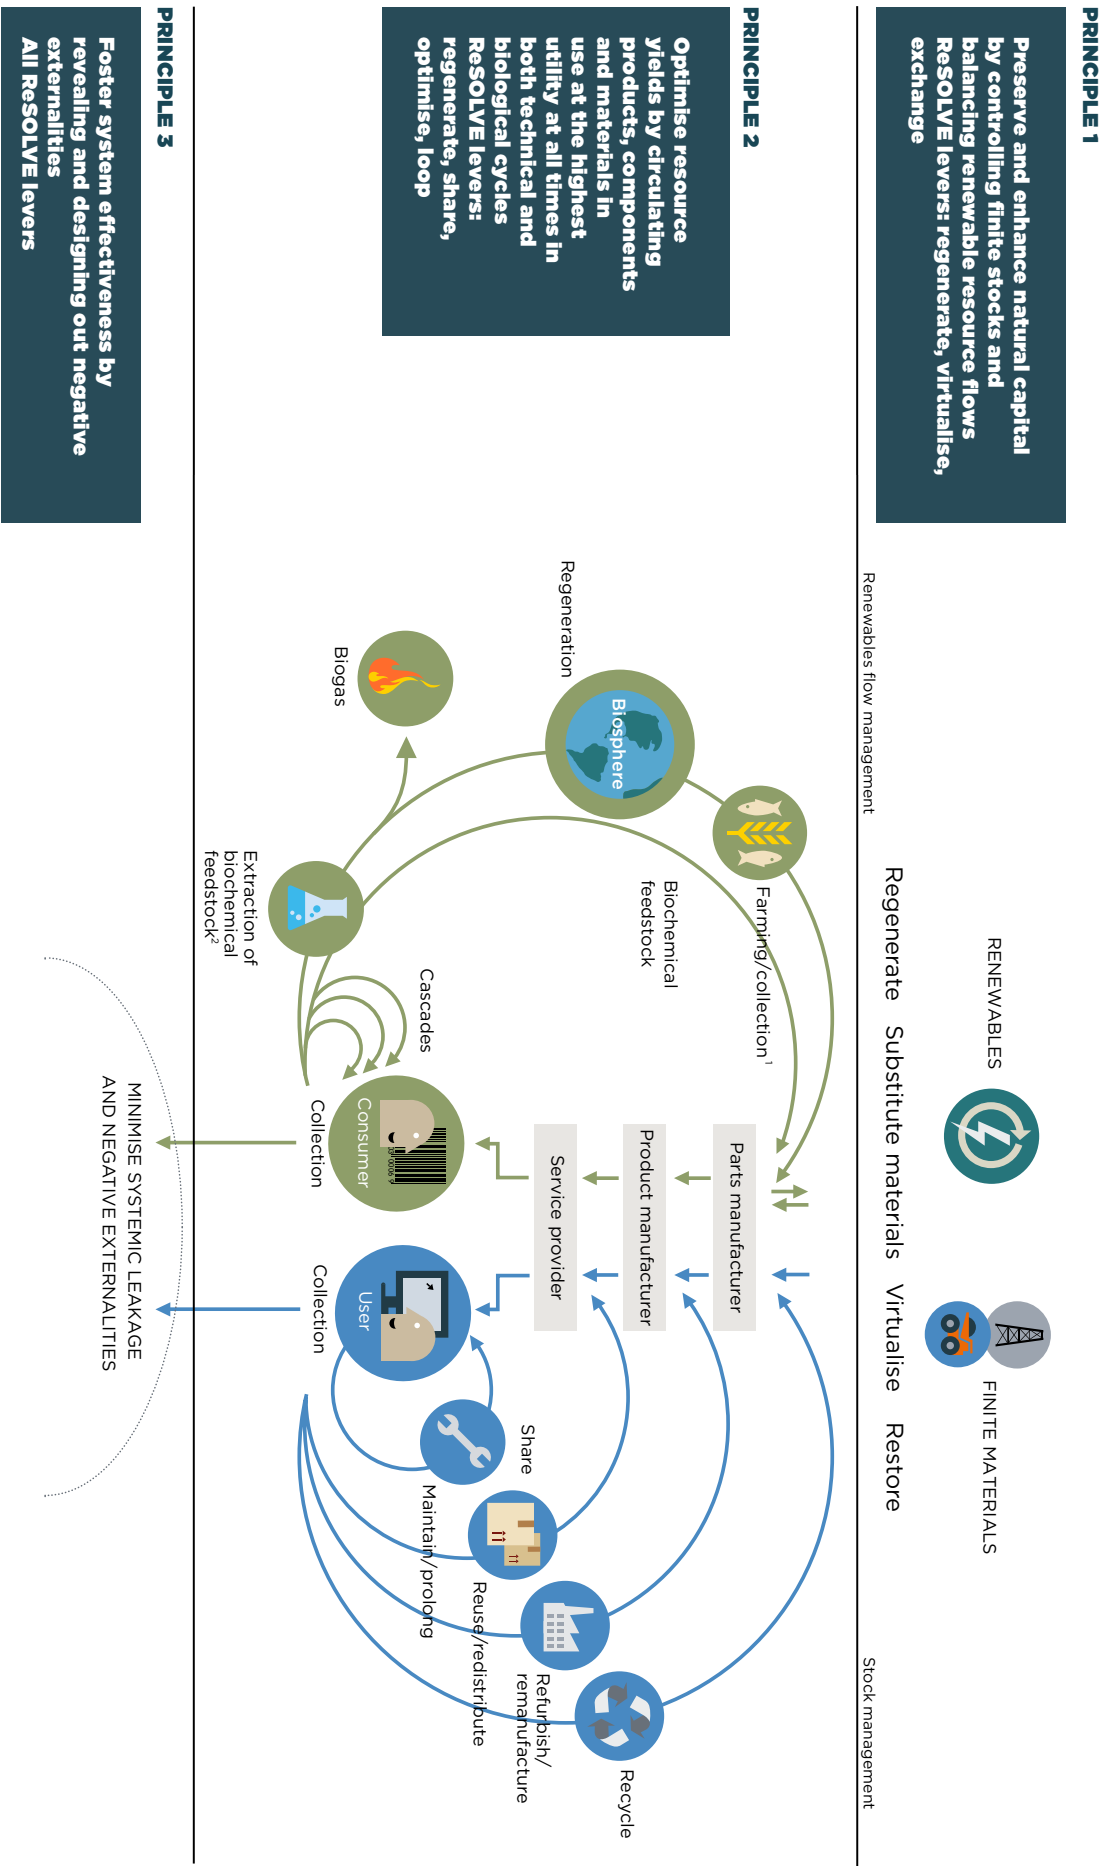 PRINCIPLE 1
Preserve and enhance natural capital
by controlling finite stocks and
balancing renewable resource flows
ReSOLVE levers: regenerate, virtualise,
exchange
RENEWABLES
FINITE MATERIALS
Regenerate Substitute materials Virtualise Restore
Renewables flow management
Stock management
PRINCIPLE 2
Optimise resource
yields by circulating
products, components
and materials in
use at the highest
utility at all times in
both technical and
biological cycles
ReSOLVE levers:
regenerate, share,
optimise, loop
Farming/collection¹
Parts manufacturer
Biochemical
feedstock
Product manufacturer
Regeneration
Biosphere
Recycle
Service provider
Refurbish/
remanufacture
Share
Reuse/redistribute
Cascades
Maintain/prolong
Biogas
Consumer
User
Collection
Collection
Extraction of
biochemical
feedstock²
PRINCIPLE 3
Foster system effectiveness by
revealing and designing out negative
externalities
All ReSOLVE levers
MINIMISE SYSTEMIC LEAKAGE
AND NEGATIVE EXTERNALITIES